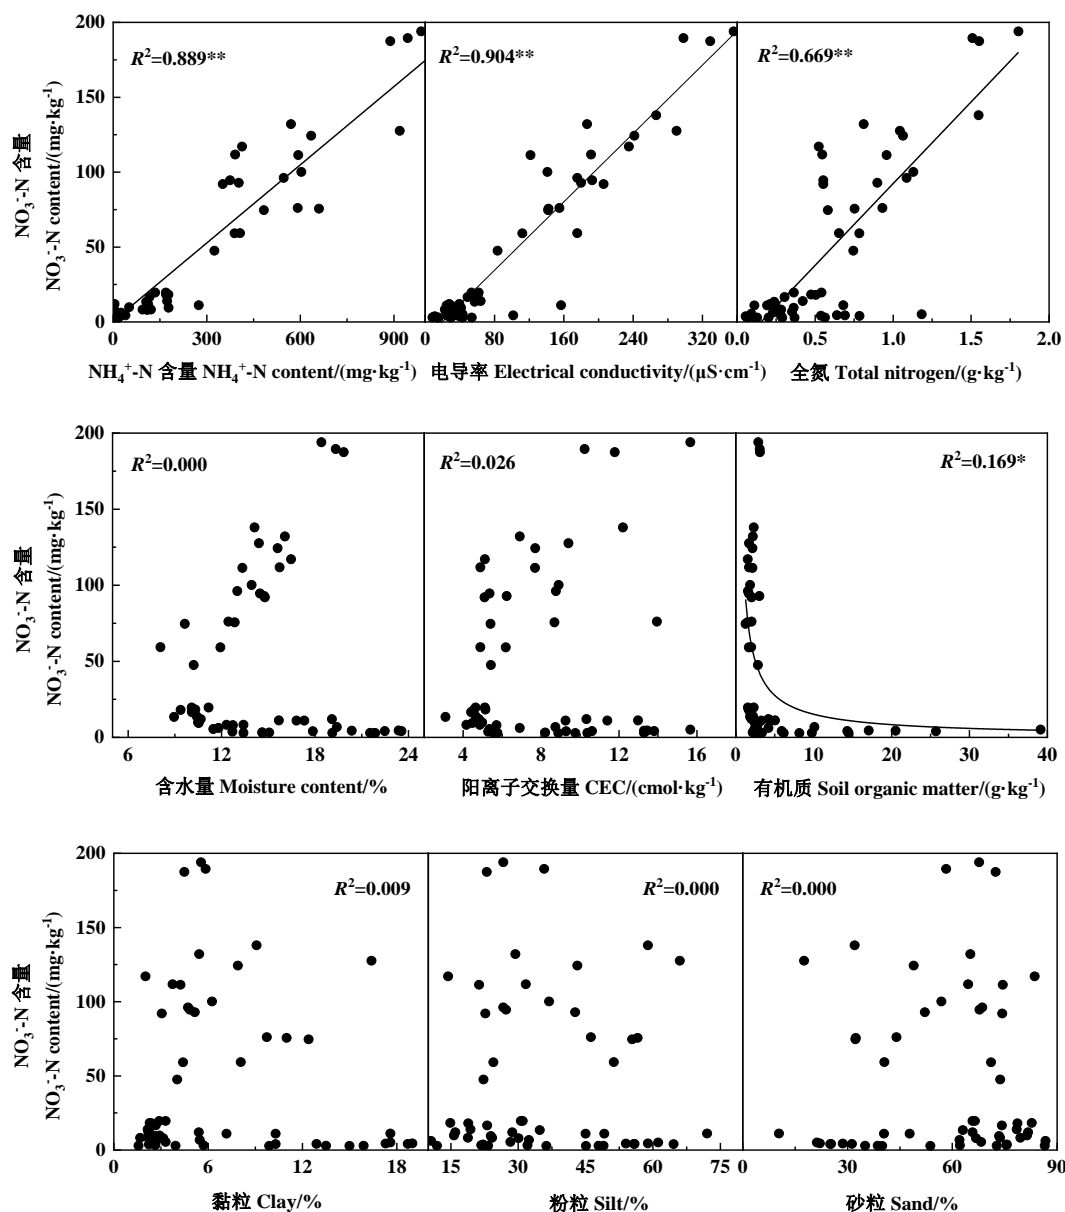 200
150
100
50
0
NO₃⁻-N 含量
NO₃⁻-N content/(mg·kg⁻¹)
R²=0.889**
R²=0.904**
R²=0.669**
300 600 900
0 80 160 240 320
0.0 0.5 1.0 1.5 2.0
NH₄⁺-N 含量 NH₄⁺-N content/(mg·kg⁻¹)
电导率 Electrical conductivity/(μS·cm⁻¹)
全氮 Total nitrogen/(g·kg⁻¹)
200
150
100
50
0
NO₃⁻-N 含量
NO₃⁻-N content/(mg·kg⁻¹)
R²=0.000
R²=0.026
R²=0.169*
6 12 18 24
4 8 12 16
0 10 20 30 40
含水量 Moisture content/%
阳离子交换量 CEC/(cmol·kg⁻¹)
有机质 Soil organic matter/(g·kg⁻¹)
200
150
100
50
0
NO₃⁻-N 含量
NO₃⁻-N content/(mg·kg⁻¹)
R²=0.009
R²=0.000
R²=0.000
0 6 12 18
15 30 45 60 75
0 30 60 90
黏粒 Clay/%
粉粒 Silt/%
砂粒 Sand/%